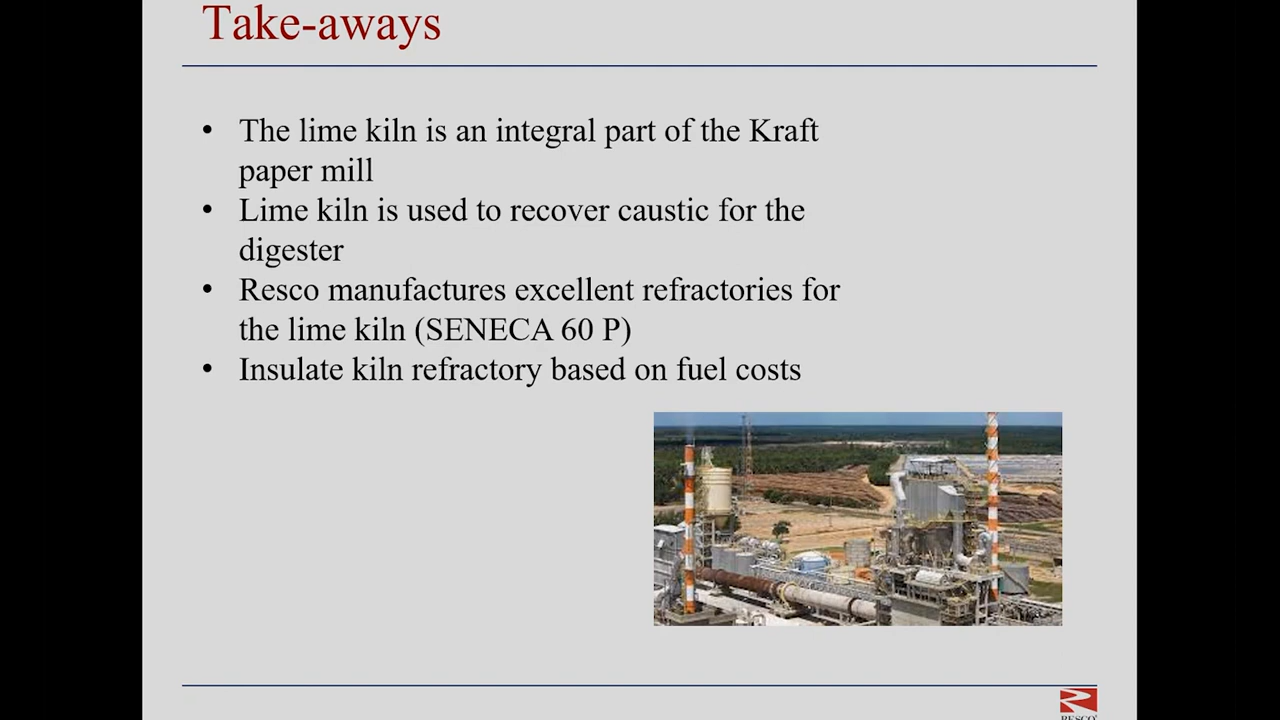 Take-aways
• The lime kiln is an integral part of the Kraft
paper mill
• Lime kiln is used to recover caustic for the
digester
• Resco manufactures excellent refractories for
the lime kiln (SENECA 60 P)
• Insulate kiln refractory based on fuel costs
RESCO